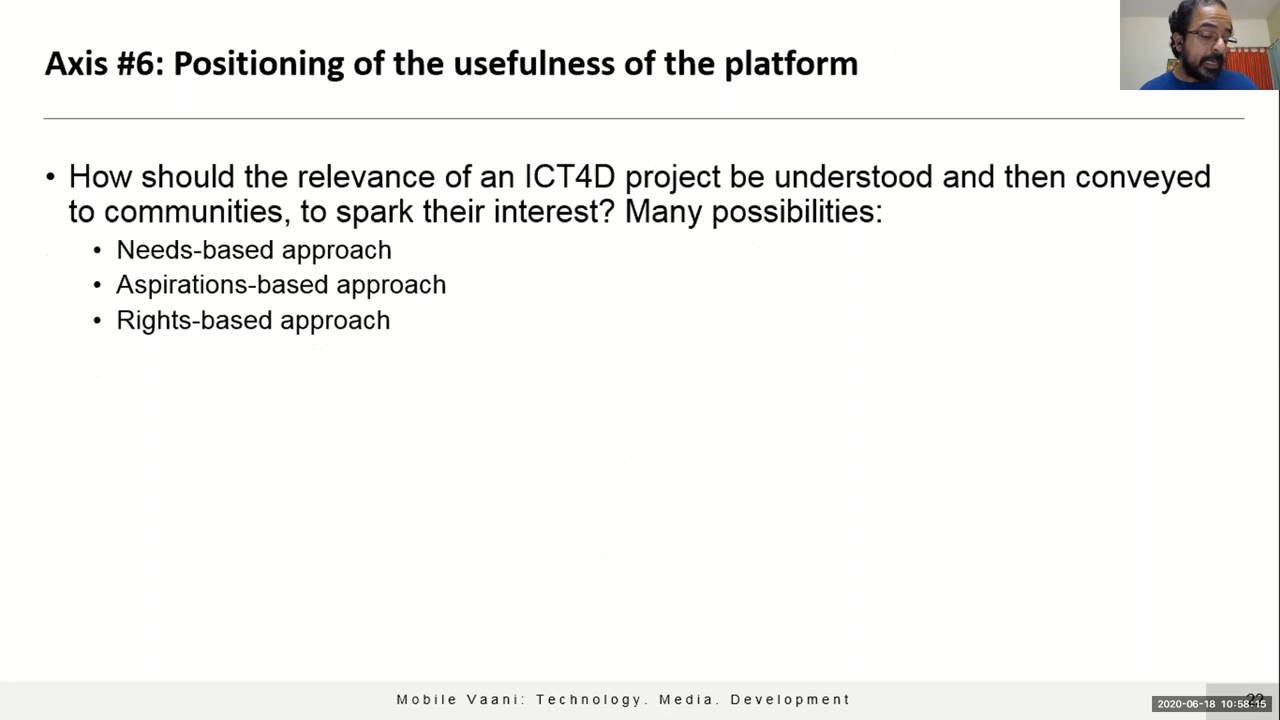 Axis #6: Positioning of the usefulness of the platform
• How should the relevance of an ICT4D project be understood and then conveyed
to communities, to spark their interest? Many possibilities:
• Needs-based approach
• Aspirations-based approach
• Rights-based approach
Mobile Vaani: Technology. Media. Development
22
2020-06-18 10:58:15